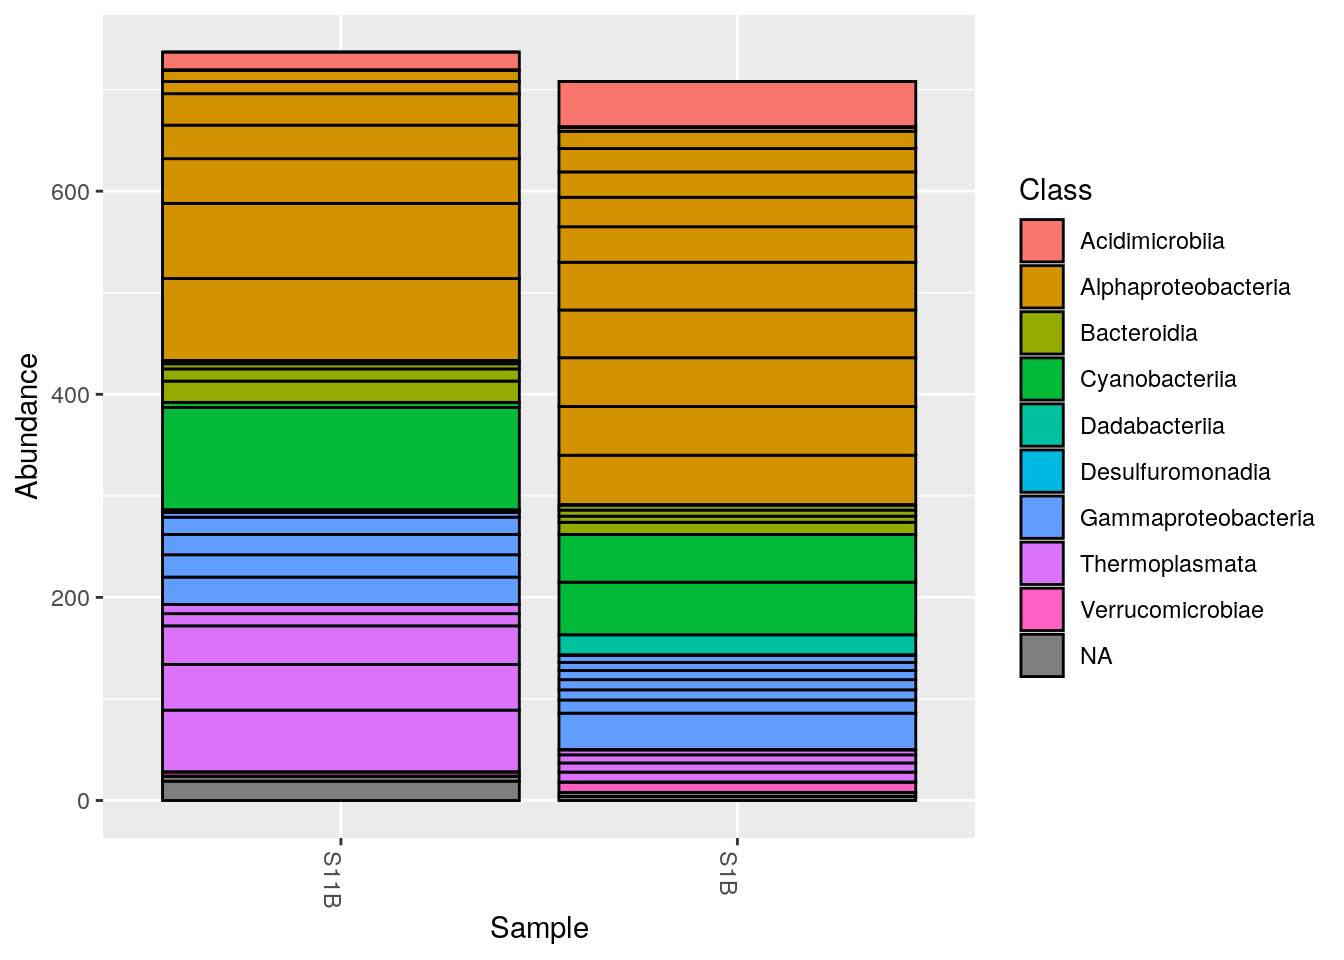 Abundance
600
400
200
0
S11B
S1B
Sample
Class
Acidimicrobiia
Alphaproteobacteria
Bacteroidia
Cyanobacteriia
Dadabacteriia
Desulfuromonadia
Gammaproteobacteria
Thermoplasmata
Verrucomicrobiae
NA